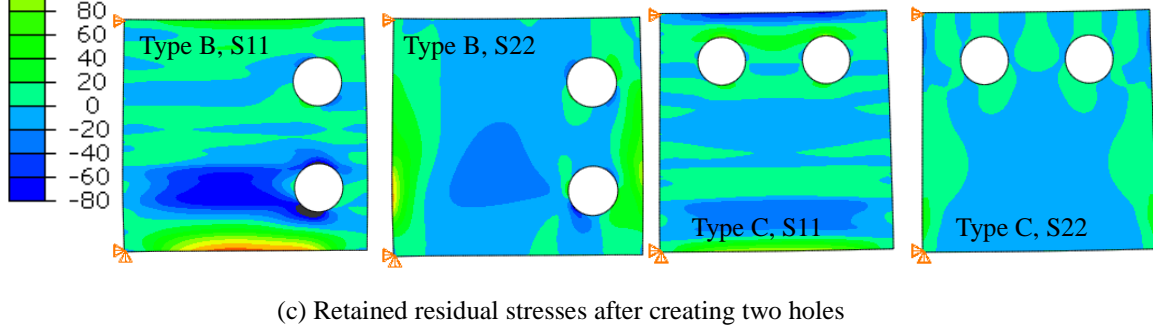 80
60
40
20
0
-20
-40
-60
-80
Type B, S11
Type B, S22
Type C, S11
Type C, S22
(c) Retained residual stresses after creating two holes